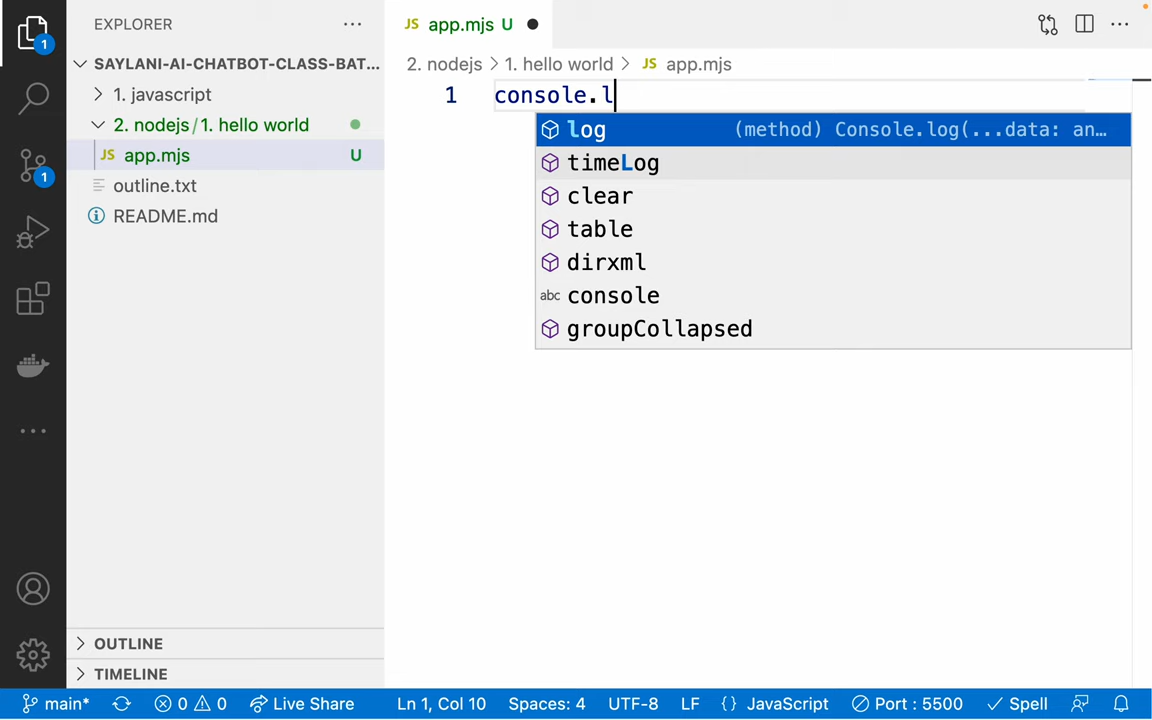 EXPLORER
SAYLANI-AI-CHATBOT-CLASS-BAT...
1. javascript
2. nodejs / 1. hello world
JS app.mjs U
outline.txt
README.md
OUTLINE
TIMELINE
1
1
JS app.mjs U
2. nodejs > 1. hello world > JS app.mjs
1 console.l
log (method) Console.log(...data: an...
timeLog
clear
table
dirxml
abc console
groupCollapsed
main* 0 0 Live Share Ln 1, Col 10 Spaces: 4 UTF-8 LF {} JavaScript Port : 5500 Spell